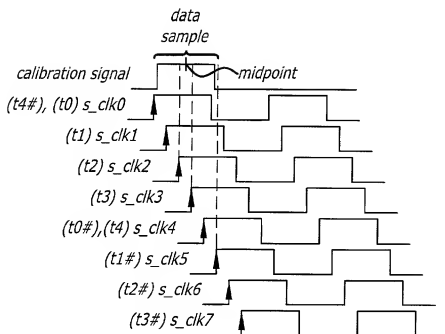 data
sample
calibration signal
midpoint
(t4#), (t0) s_clk0
(t1) s_clk1
(t2) s_clk2
(t3) s_clk3
(t0#),(t4) s_clk4
(t1#) s_clk5
(t2#) s_clk6
(t3#) s_clk7